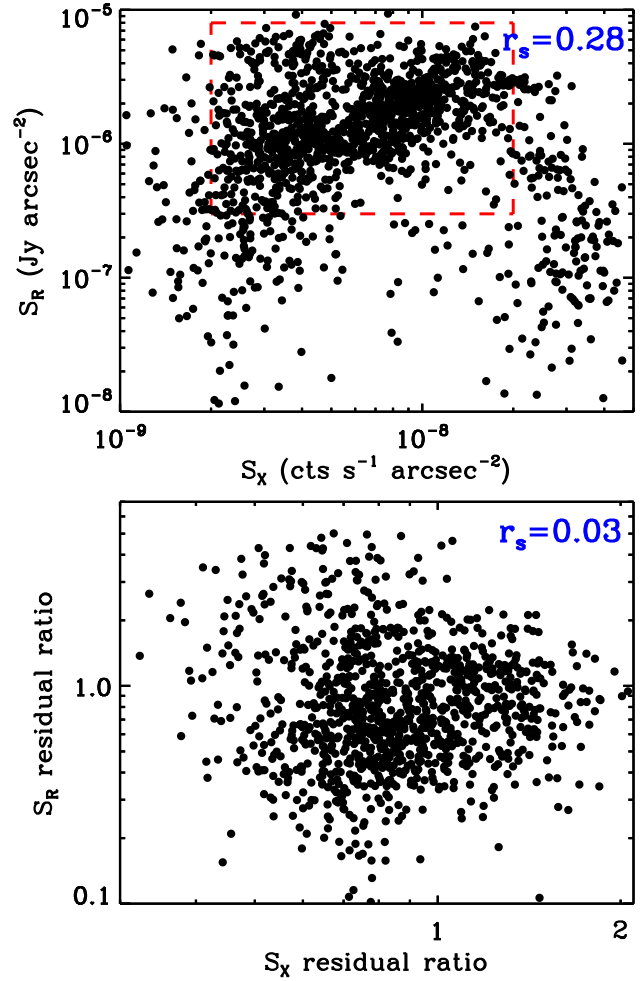 10⁻⁵
r_s=0.28
10⁻⁶
10⁻⁷
10⁻⁸
S_R (Jy arcsec⁻²)
10⁻⁹
10⁻⁸
S_X (cts s⁻¹ arcsec⁻²)
r_s=0.03
1.0
0.1
S_R residual ratio
1
2
S_X residual ratio